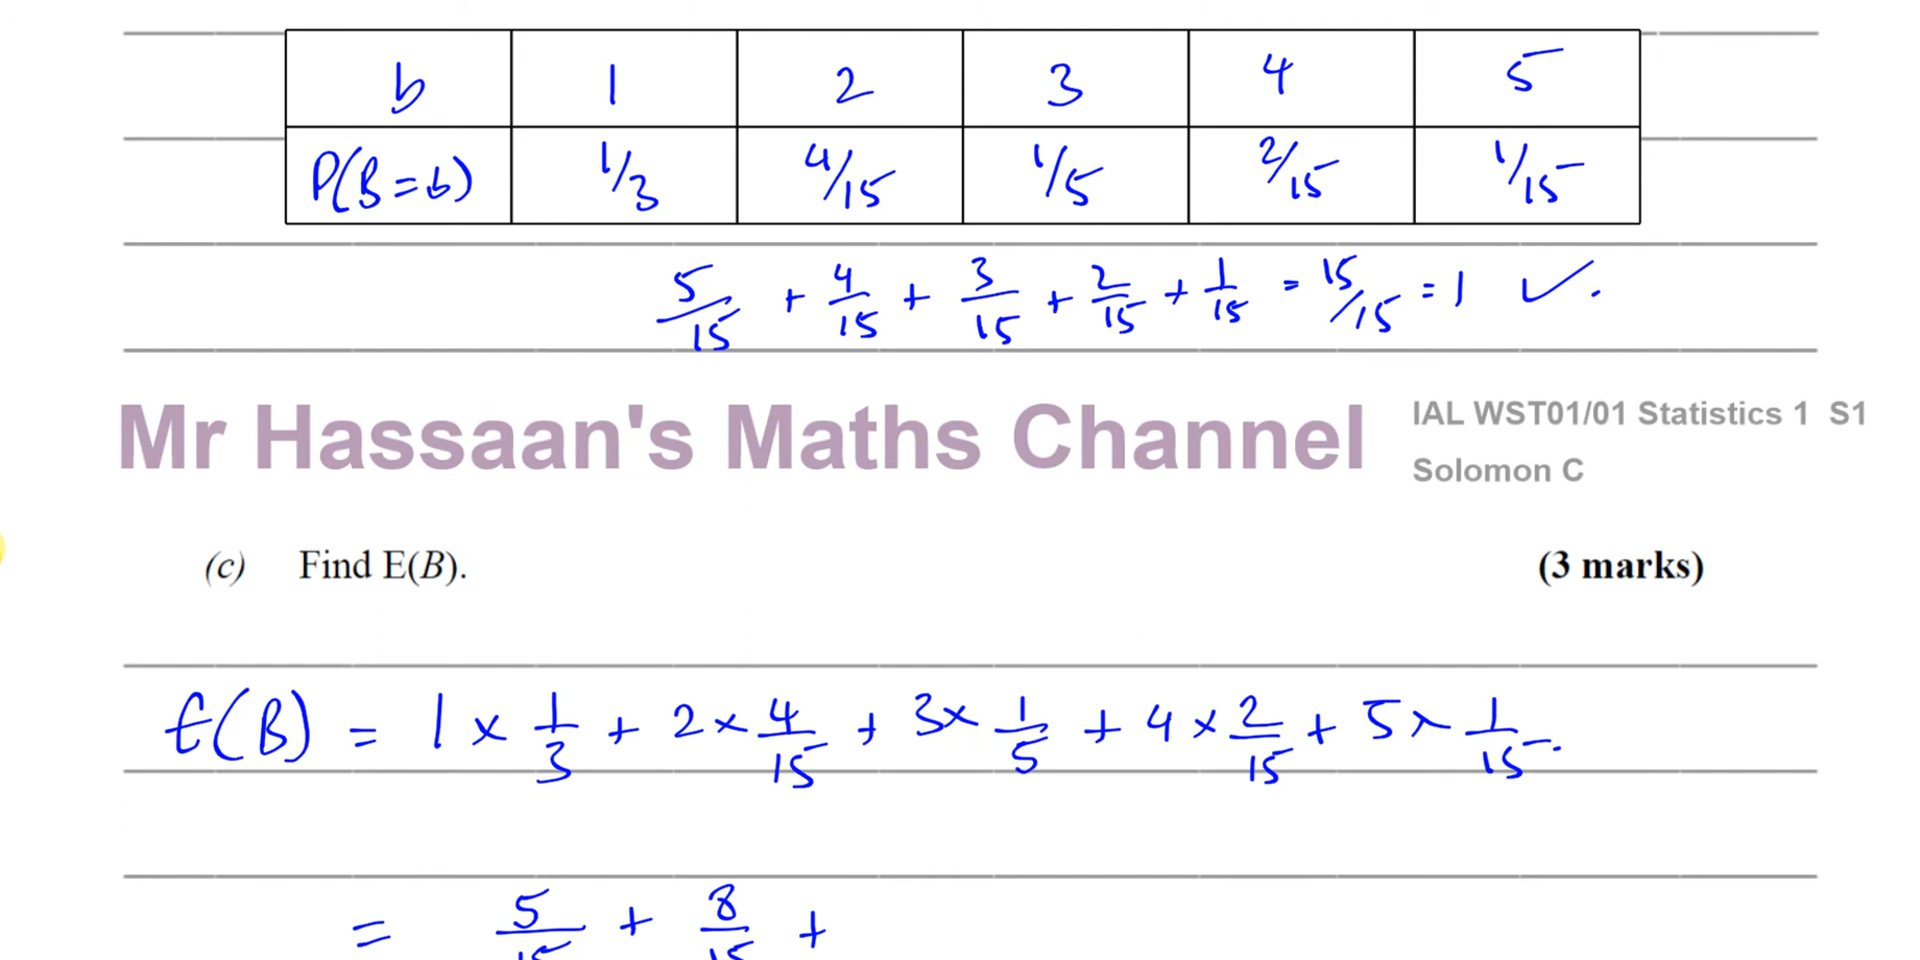 b 1 2 3 4 5
P(B=b) 1/3 4/15 1/5 2/15 1/15
5/15 + 4/15 + 3/15 + 2/15 + 1/15 = 15/15 = 1 ✓.
Mr Hassaan's Maths Channel
IAL WST01/01 Statistics 1 S1
Solomon C
(c) Find E(B). (3 marks)
E(B) = 1 × 1/3 + 2 × 4/15 + 3 × 1/5 + 4 × 2/15 + 5 × 1/15.
= 5/15 + 8/15 +